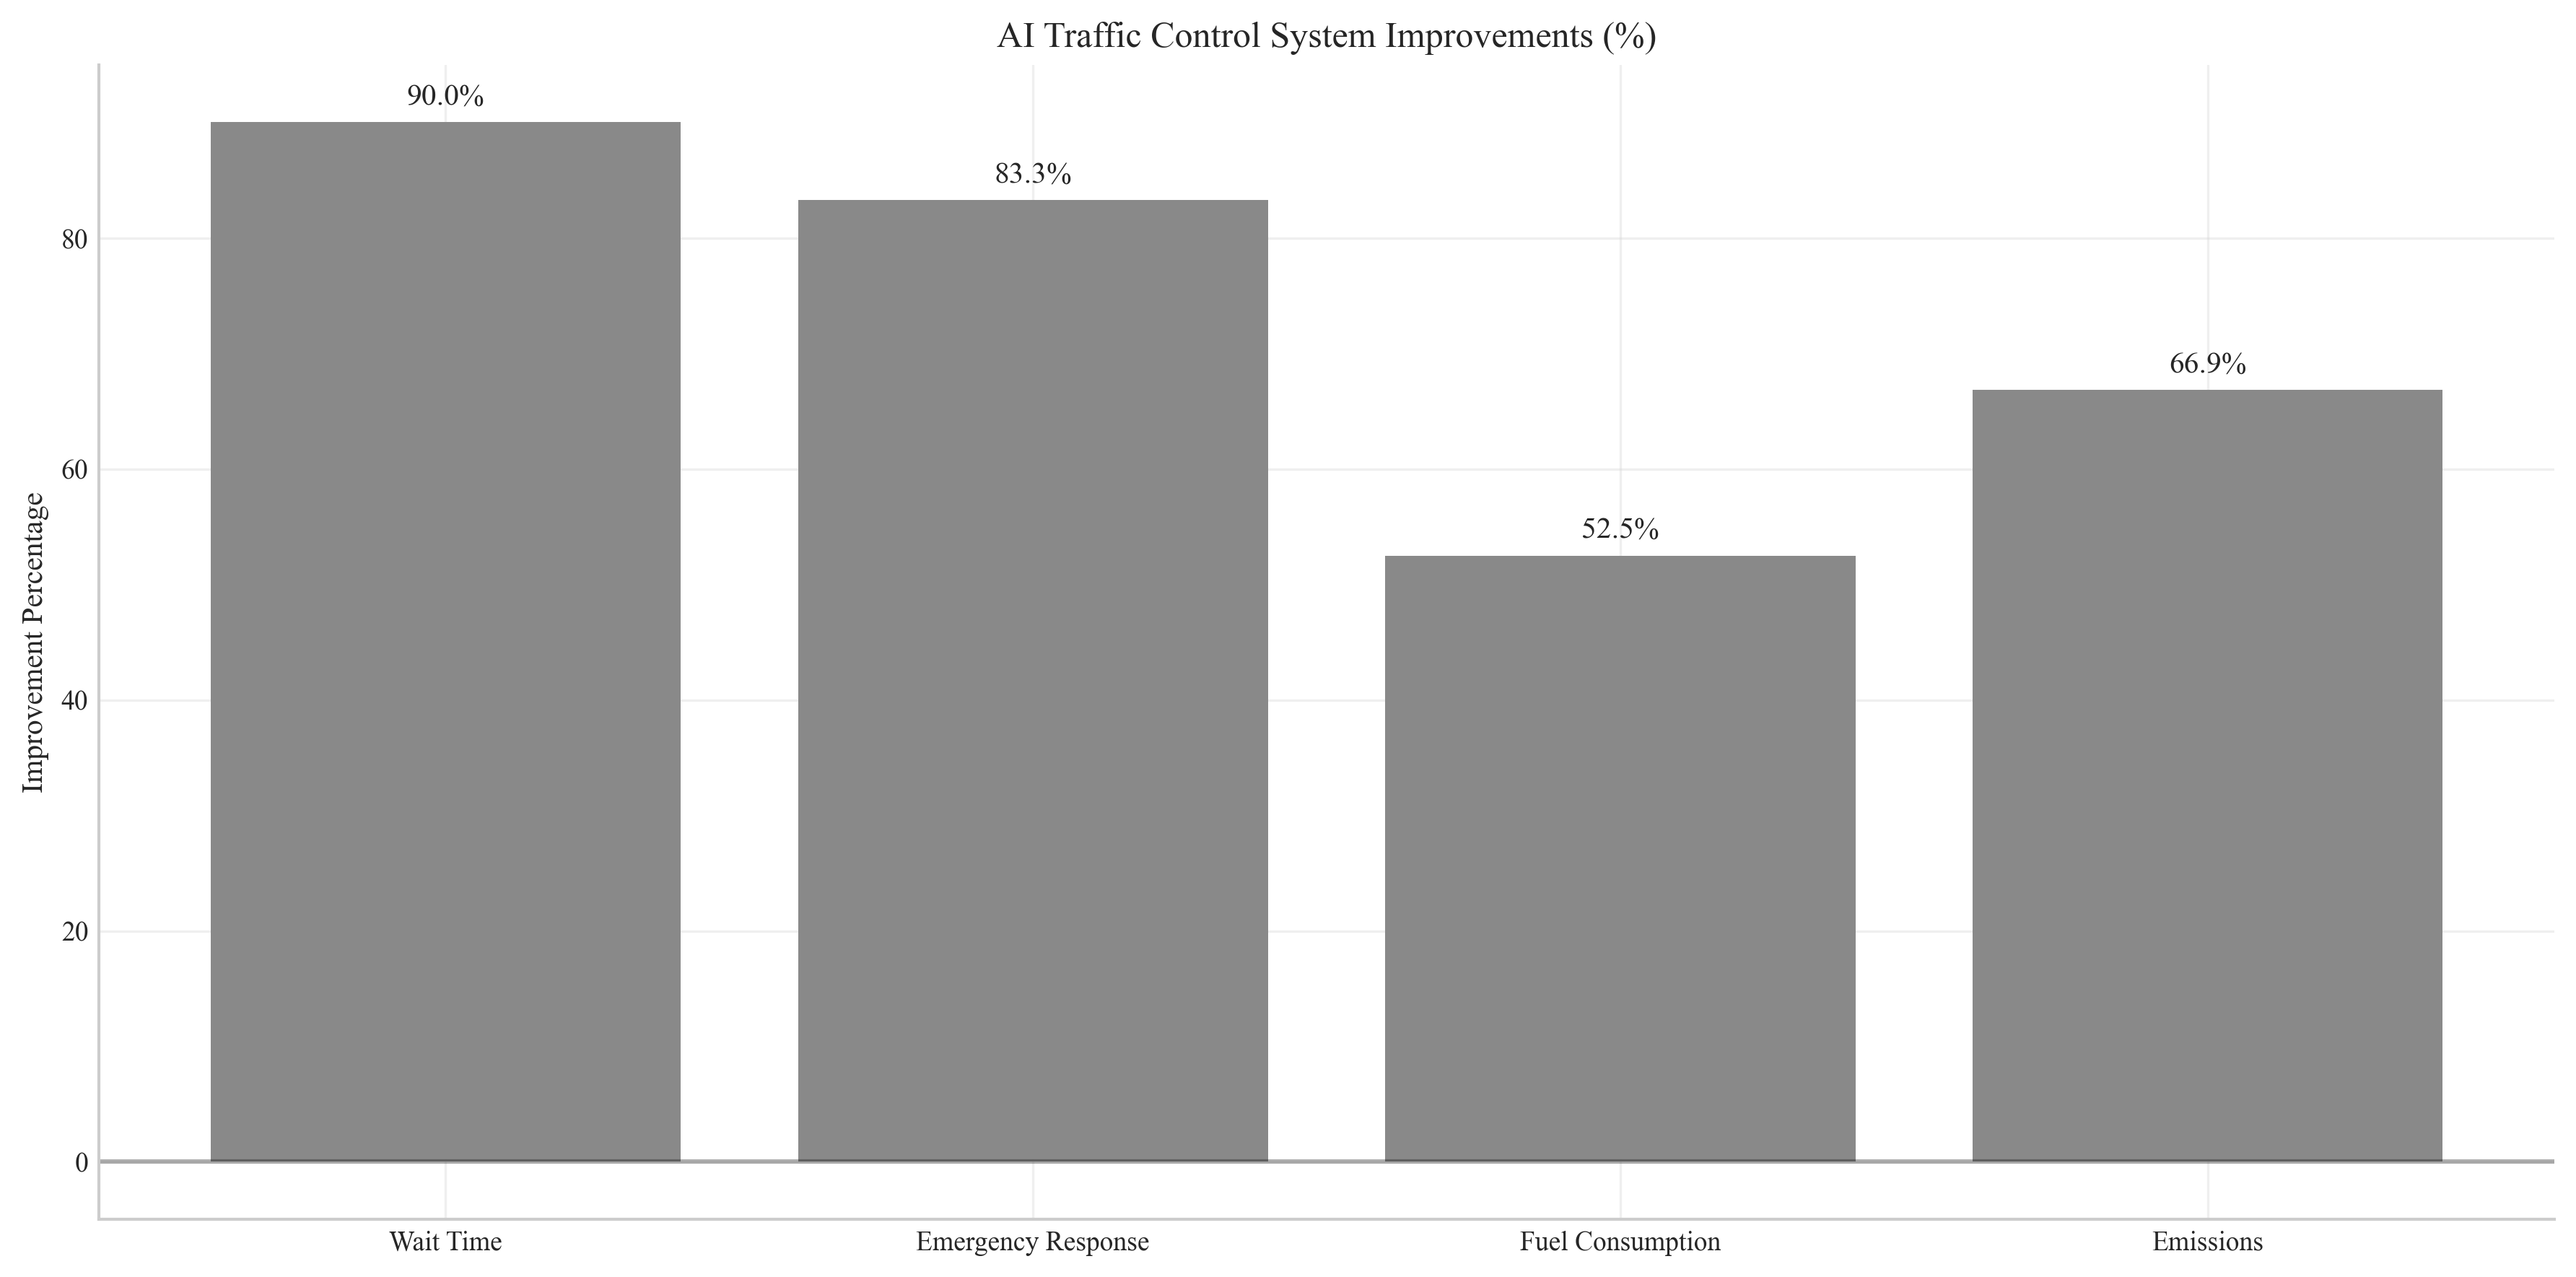 AI Traffic Control System Improvements (%)
90.0%
83.3%
66.9%
52.5%
Improvement Percentage
80
60
40
20
0
Wait Time
Emergency Response
Fuel Consumption
Emissions